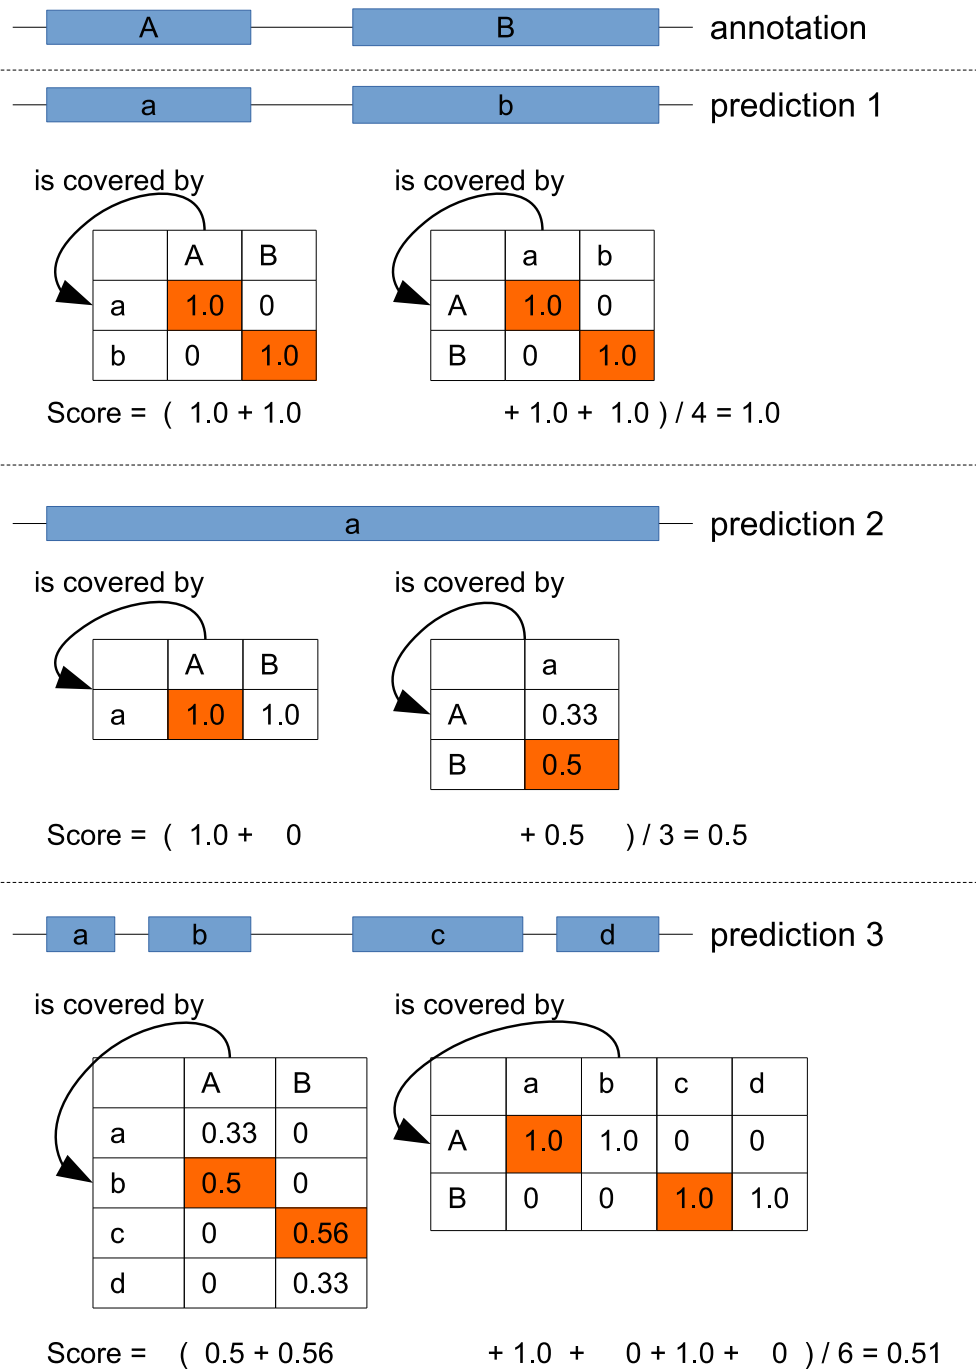 A B annotation
a b prediction 1
is covered by is covered by
A B a b
a 1.0 0 A 1.0 0
b 0 1.0 B 0 1.0
Score = ( 1.0 + 1.0 + 1.0 + 1.0 ) / 4 = 1.0
a prediction 2
is covered by is covered by
A B a
a 1.0 1.0 A 0.33
B 0.5
Score = ( 1.0 + 0 + 0.5 ) / 3 = 0.5
a b c d prediction 3
is covered by is covered by
A B a b c d
a 0.33 0 A 1.0 1.0 0 0
b 0.5 0 B 0 0 1.0 1.0
c 0 0.56
d 0 0.33
Score = ( 0.5 + 0.56 + 1.0 + 0 + 1.0 + 0 ) / 6 = 0.51